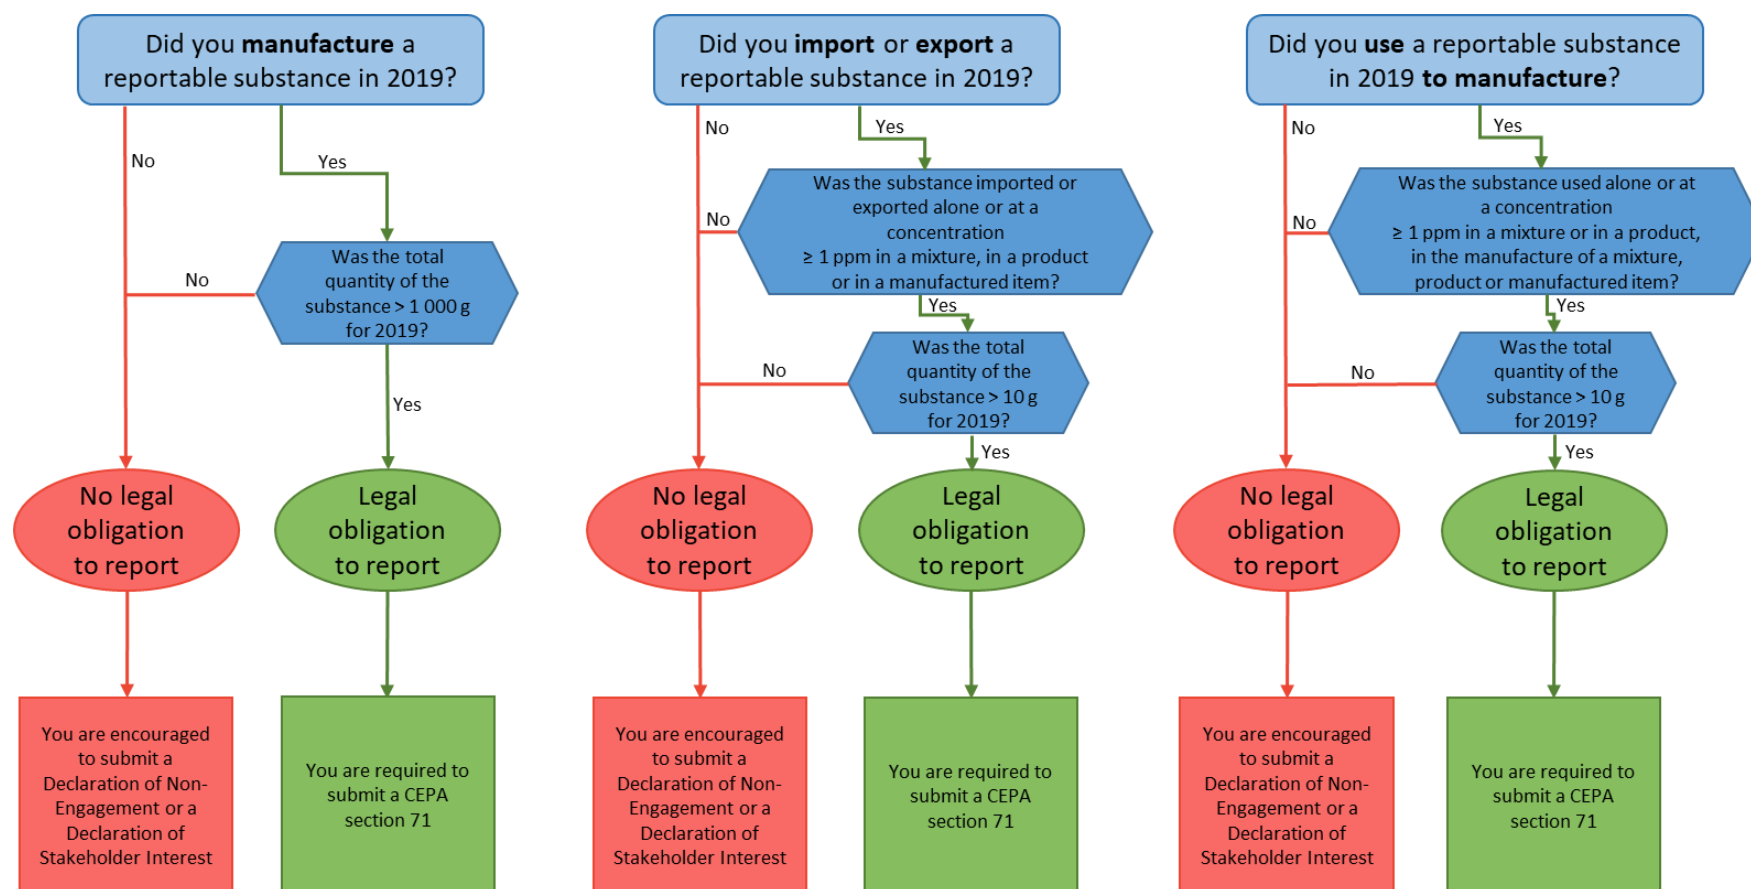 Did you manufacture a
reportable substance in 2019?
No
Yes
Was the total
quantity of the
substance > 1 000 g
for 2019?
No
Yes
No legal
obligation
to report
Legal
obligation
to report
You are encouraged
to submit a
Declaration of Non-
Engagement or a
Declaration of
Stakeholder Interest
You are required to
submit a CEPA
section 71
Did you import or export a
reportable substance in 2019?
No
Yes
Was the substance imported or
exported alone or at a
concentration
≥ 1 ppm in a mixture, in a product
or in a manufactured item?
No
Yes
Was the total
quantity of the
substance > 10 g
for 2019?
No
Yes
No legal
obligation
to report
Legal
obligation
to report
You are encouraged
to submit a
Declaration of Non-
Engagement or a
Declaration of
Stakeholder Interest
You are required to
submit a CEPA
section 71
Did you use a reportable substance
in 2019 to manufacture?
No
Yes
Was the substance used alone or at
a concentration
≥ 1 ppm in a mixture or in a product,
in the manufacture of a mixture,
product or manufactured item?
No
Yes
Was the total
quantity of the
substance > 10 g
for 2019?
No
Yes
No legal
obligation
to report
Legal
obligation
to report
You are encouraged
to submit a
Declaration of Non-
Engagement or a
Declaration of
Stakeholder Interest
You are required to
submit a CEPA
section 71